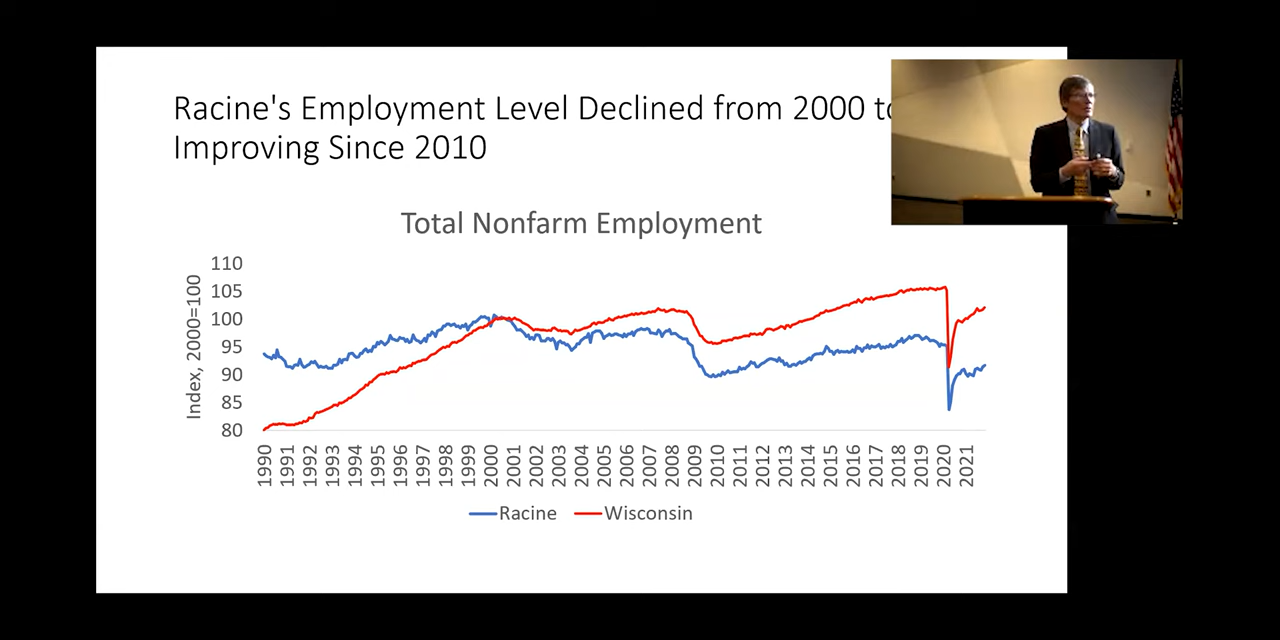 Racine's Employment Level Declined from 2000 to
Improving Since 2010
Total Nonfarm Employment
Index, 2000=100
110
105
100
95
90
85
80
1990 1991 1992 1993 1994 1995 1996 1997 1998 1999 2000 2001 2002 2003 2004 2005 2006 2007 2008 2009 2010 2011 2012 2013 2014 2015 2016 2017 2018 2019 2020 2021
Racine Wisconsin